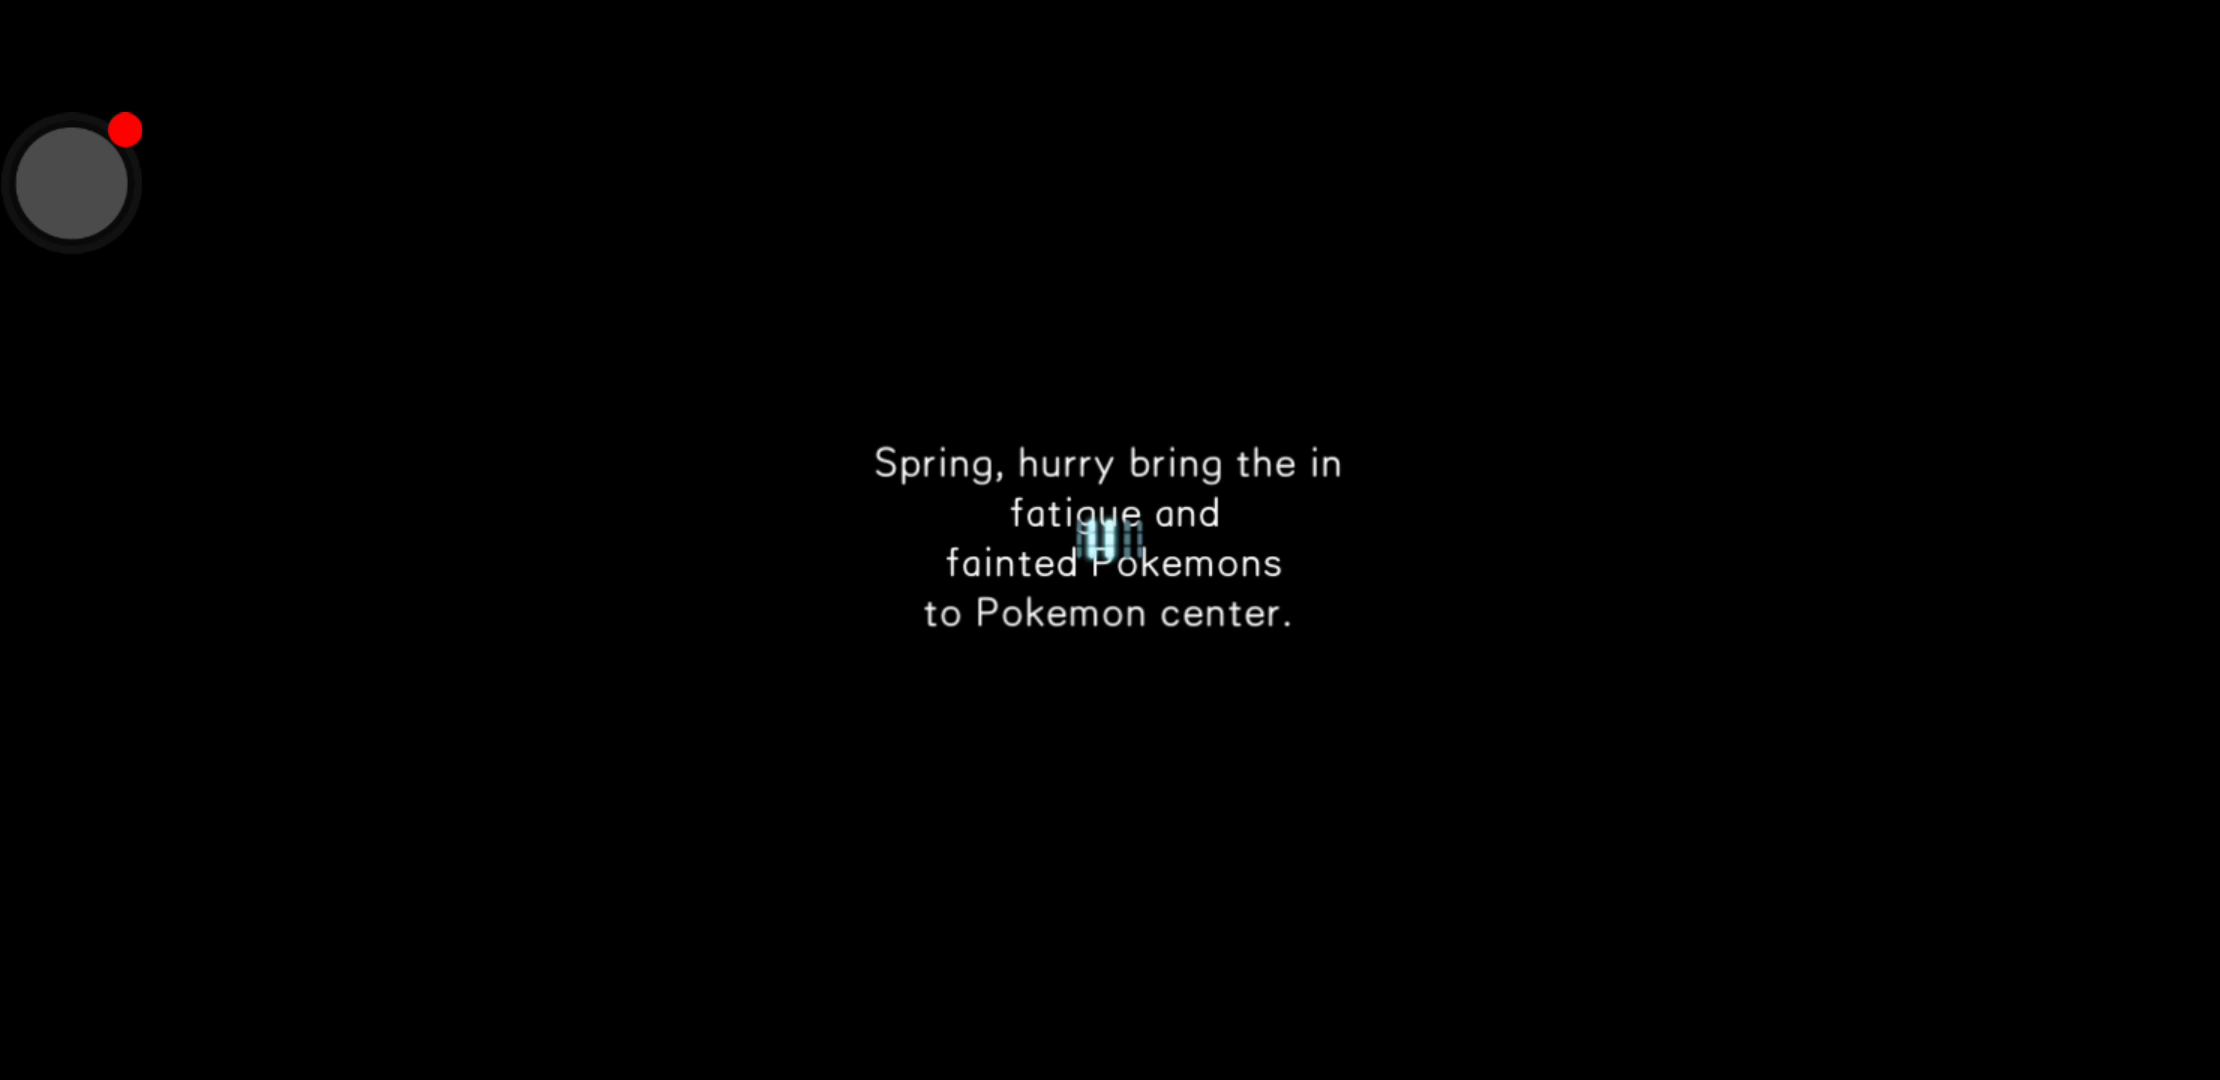 Spring, hurry bring the in
fatigue and
fainted Pokemons
to Pokemon center.